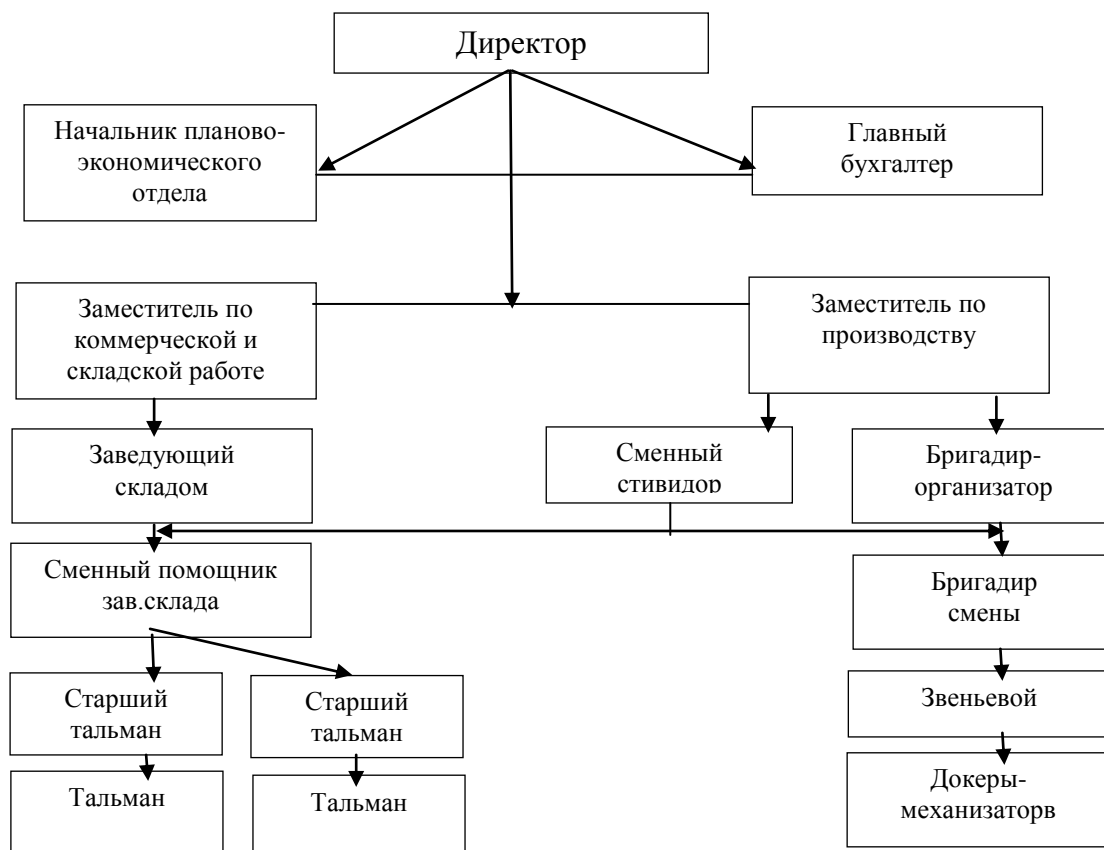 Директор
Начальник планово-
экономического
отдела
Главный
бухгалтер
Заместитель по
коммерческой и
складской работе
Заместитель по
производству
Заведующий
складом
Сменный
стивидор
Бригадир-
организатор
Сменный помощник
зав.склада
Бригадир
смены
Старший
тальман
Старший
тальман
Звеньевой
Тальман
Тальман
Докеры-
механизаторв